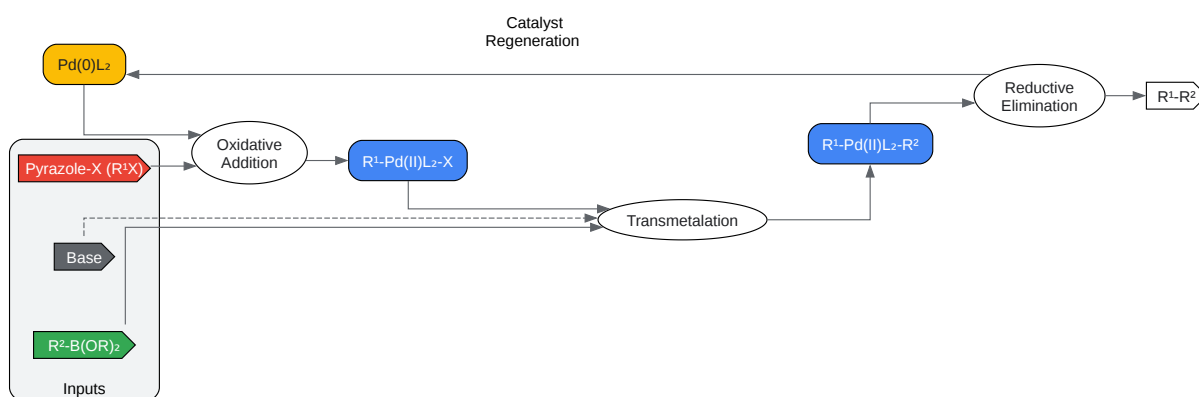 Catalyst
Regeneration
Pd(0)L₂
Reductive
Elimination
R¹-R²
Oxidative
Addition
R¹-Pd(II)L₂-R²
Pyrazole-X (R¹X)
R¹-Pd(II)L₂-X
Transmetalation
Base
R²-B(OR)₂
Inputs